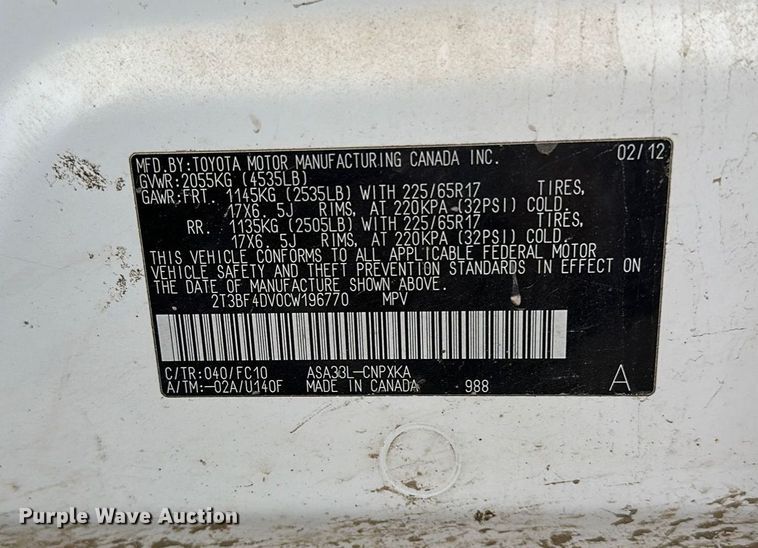 MFD.BY:TOYOTA MOTOR MANUFACTURING CANADA INC. 02/12
GVWR:2055KG (4535LB)
GAWR:FRT. 1145KG (2535LB) WITH 225/65R17 TIRES,
17X6.5J RIMS, AT 220KPA (32PSI) COLD.
RR. 1135KG (2505LB) WITH 225/65R17 TIRES,
17X6.5J RIMS, AT 220KPA (32PSI) COLD.
THIS VEHICLE CONFORMS TO ALL APPLICABLE FEDERAL MOTOR
VEHICLE SAFETY AND THEFT PREVENTION STANDARDS IN EFFECT ON
THE DATE OF MANUFACTURE SHOWN ABOVE.
2T3BF4DV0CW196770 MPV
C/TR:040/FC10 ASA33L-CNPXKA
A/TM:-02A/U140F MADE IN CANADA 988 A
Purple Wave Auction